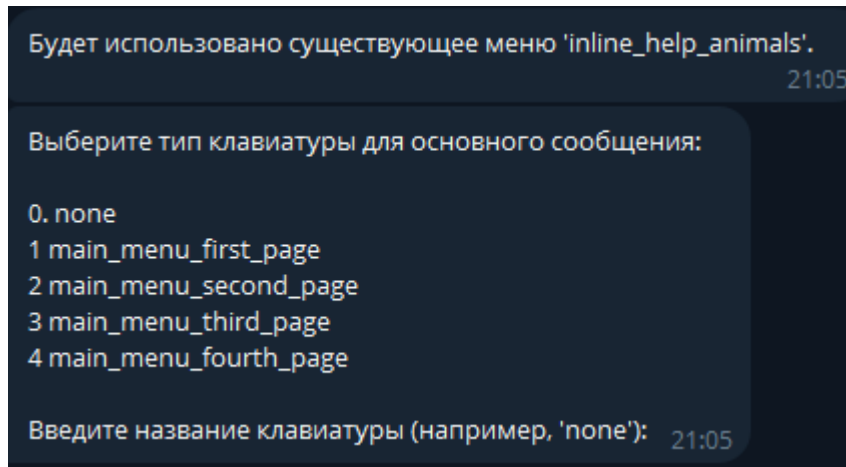 Будет использовано существующее меню 'inline_help_animals'.
21:05
Выберите тип клавиатуры для основного сообщения:
0. none
1 main_menu_first_page
2 main_menu_second_page
3 main_menu_third_page
4 main_menu_fourth_page
Введите название клавиатуры (например, 'none'): 21:05